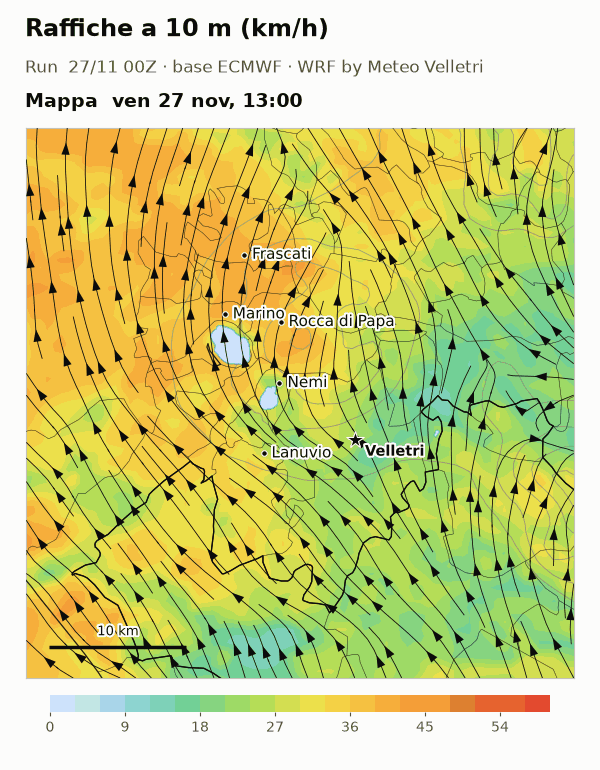 Raffiche a 10 m (km/h)
Run 27/11 00Z · base ECMWF · WRF by Meteo Velletri
Mappa ven 27 nov, 13:00
Frascati
Marino
Rocca di Papa
Nemi
Lanuvio
Velletri
10 km
0 9 18 27 36 45 54